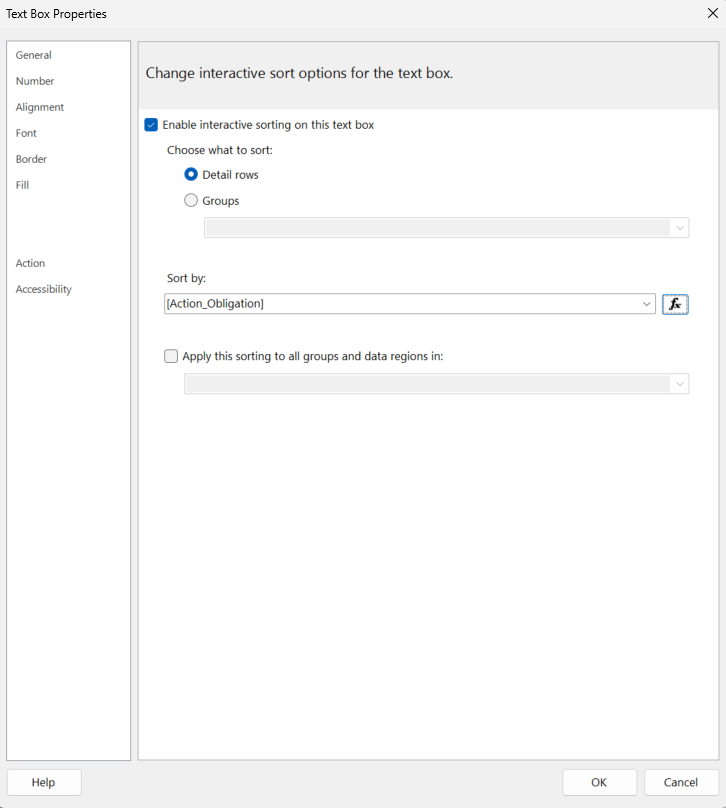 Text Box Properties
General
Number
Alignment
Font
Border
Fill
Action
Accessibility
Change interactive sort options for the text box.
Enable interactive sorting on this text box
Choose what to sort:
Detail rows
Groups
Sort by:
[Action_Obligation]
fx
Apply this sorting to all groups and data regions in:
Help
OK
Cancel